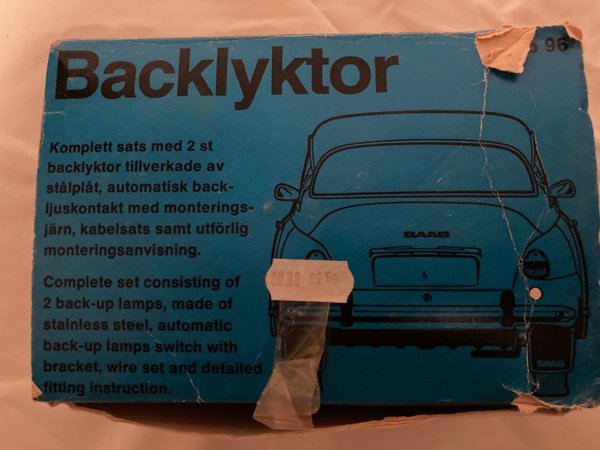 Backlyktor
96
Komplett sats med 2 st
backlyktor tillverkade av
stålplåt, automatisk back-
ljuskontakt med monterings-
järn, kabelsats samt utförlig
monteringsanvisning.
Complete set consisting of
2 back-up lamps, made of
stainless steel, automatic
back-up lamps switch with
bracket, wire set and detailed
fitting instruction.
SAAB
SAAB